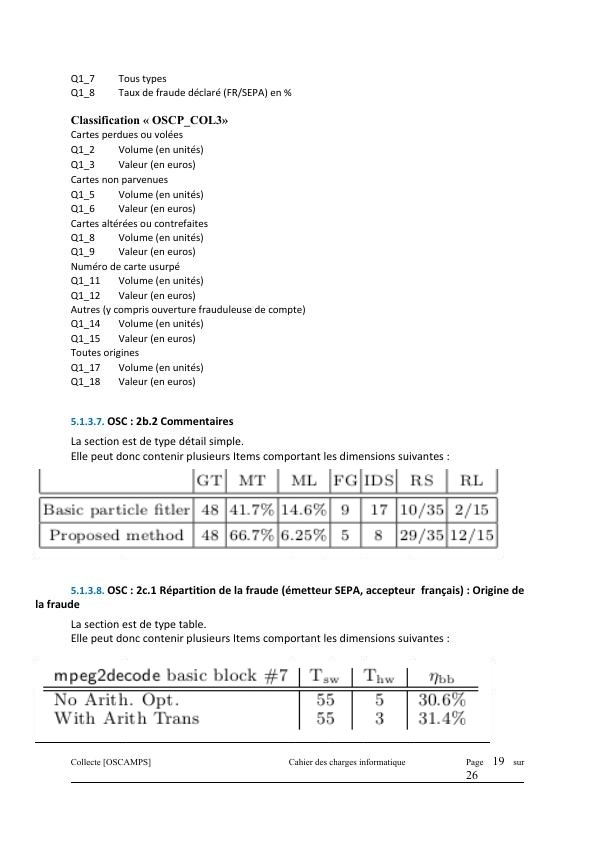 Q1_7 Tous types
Q1_8 Taux de fraude déclaré (FR/SEPA) en %
Classification « OSCP_COL3»
Cartes perdues ou volées
Q1_2 Volume (en unités)
Q1_3 Valeur (en euros)
Cartes non parvenues
Q1_5 Volume (en unités)
Q1_6 Valeur (en euros)
Cartes altérées ou contrefaites
Q1_8 Volume (en unités)
Q1_9 Valeur (en euros)
Numéro de carte usurpé
Q1_11 Volume (en unités)
Q1_12 Valeur (en euros)
Autres (y compris ouverture frauduleuse de compte)
Q1_14 Volume (en unités)
Q1_15 Valeur (en euros)
Toutes origines
Q1_17 Volume (en unités)
Q1_18 Valeur (en euros)
5.1.3.7. OSC : 2b.2 Commentaires
La section est de type détail simple.
Elle peut donc contenir plusieurs Items comportant les dimensions suivantes :
GT MT ML FG IDS RS RL
Basic particle fitler 48 41.7% 14.6% 9 17 10/35 2/15
Proposed method 48 66.7% 6.25% 5 8 29/35 12/15
5.1.3.8. OSC : 2c.1 Répartition de la fraude (émetteur SEPA, accepteur français) : Origine de
la fraude
La section est de type table.
Elle peut donc contenir plusieurs Items comportant les dimensions suivantes :
mpeg2decode basic block #7 Tsw Thw ηbb
No Arith. Opt. 55 5 30.6%
With Arith Trans 55 3 31.4%
Collecte [OSCAMPS] Cahier des charges informatique Page 19 sur
26